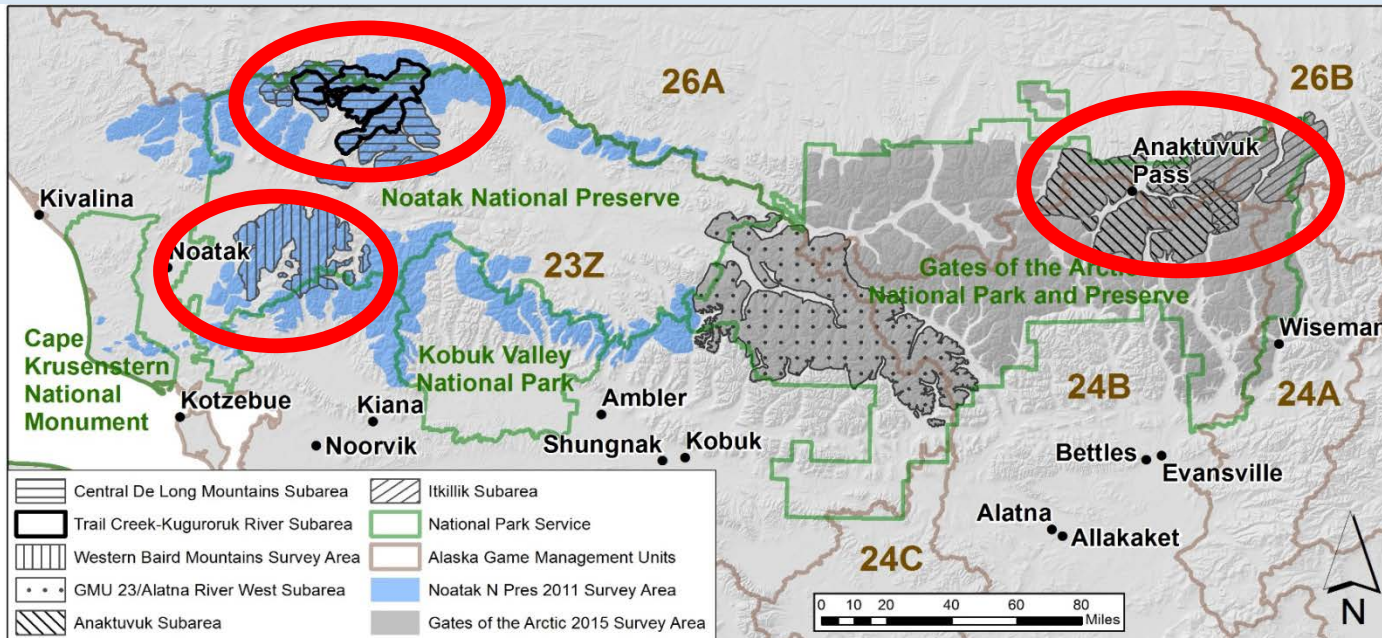 26A
26B
Anaktuvuk
Pass
Kivalina
Noatak National Preserve
Noatak
23Z
Gates of the Arctic
National Park and Preserve
Wiseman
Cape
Krusenstern
National
Monument
Kobuk Valley
National Park
24B
24A
Kotzebue
Kiana
Ambler
Noorvik
Shungnak
Kobuk
Bettles
Evansville
Alatna
Allakaket
24C
Central De Long Mountains Subarea
Trail Creek-Kuguroruk River Subarea
Western Baird Mountains Survey Area
GMU 23/Alatna River West Subarea
Anaktuvuk Subarea
Itkillik Subarea
National Park Service
Alaska Game Management Units
Noatak N Pres 2011 Survey Area
Gates of the Arctic 2015 Survey Area
0 10 20 40 60 80
Miles
N